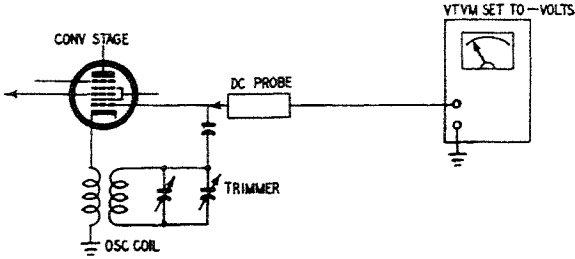 VTVM SET TO -VOLTS
CONV STAGE
DC PROBE
TRIMMER
OSC COIL